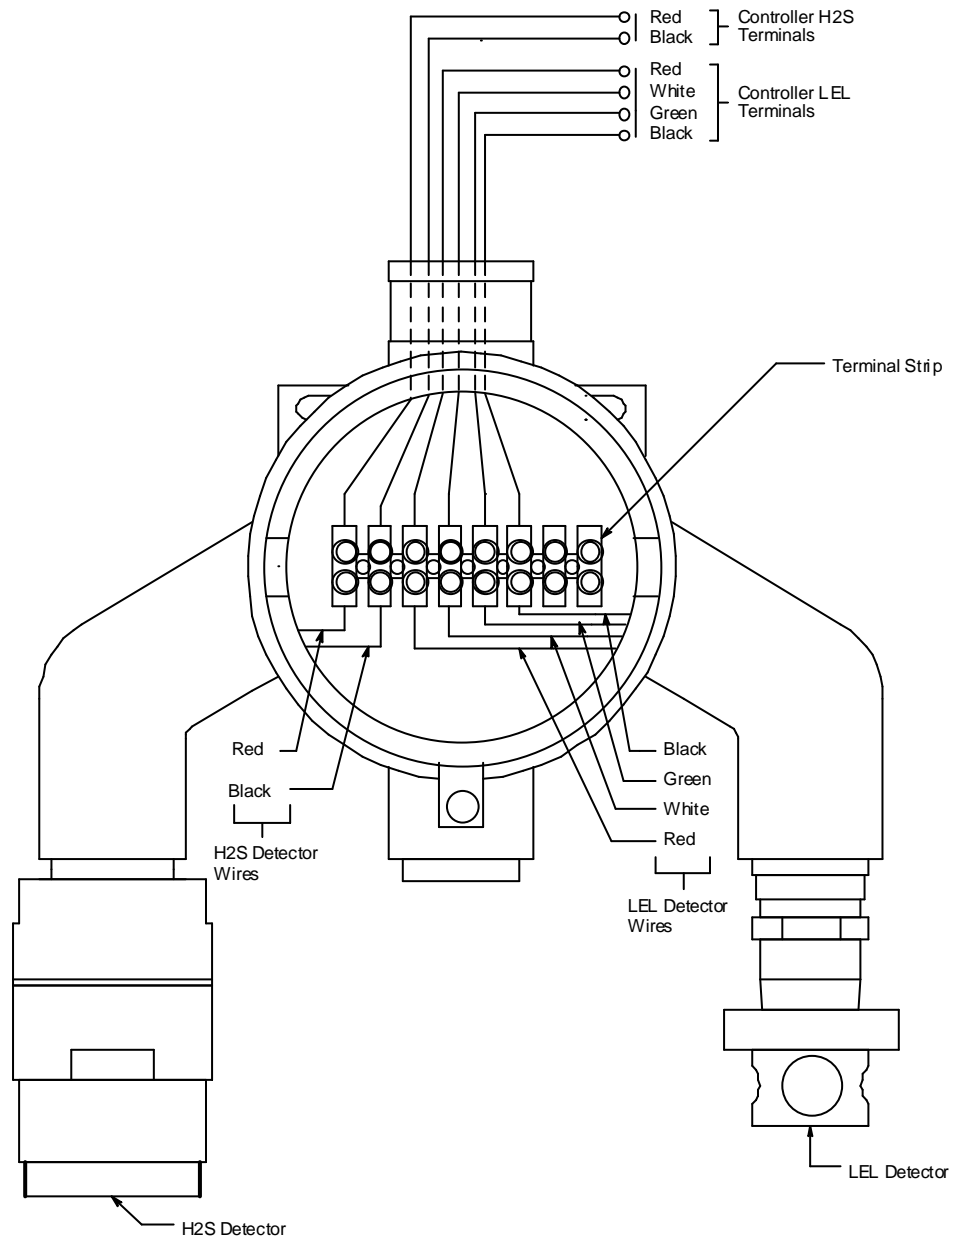 Red
Black
Controller H2S
Terminals
Red
White
Green
Black
Controller LEL
Terminals
Terminal Strip
Red
Black
H2S Detector
Wires
Black
Green
White
Red
LEL Detector
Wires
LEL Detector
H2S Detector